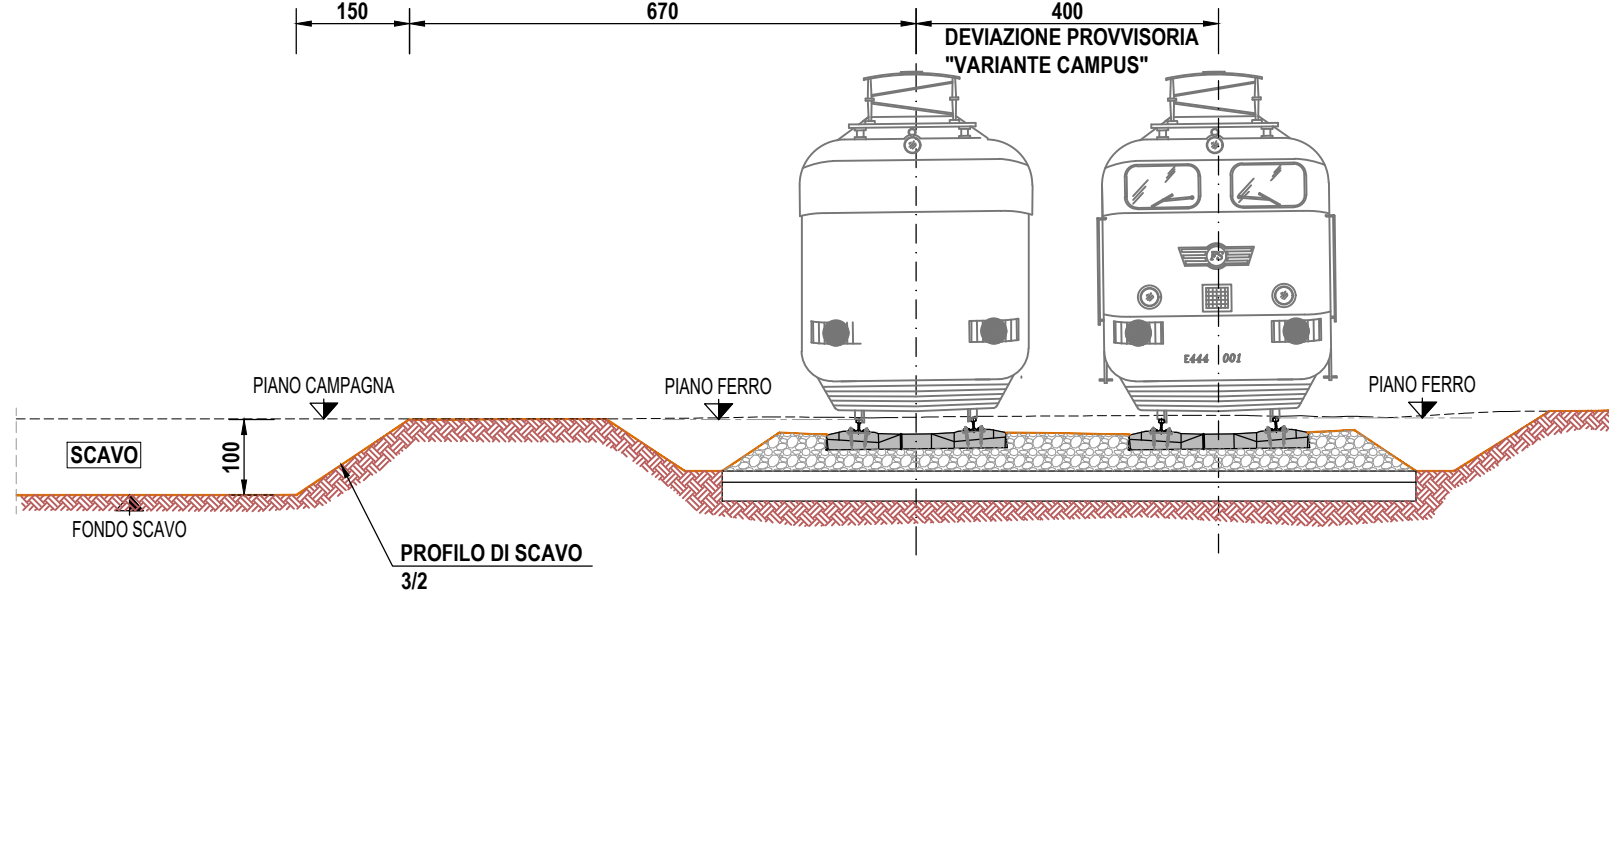 150
670
400
DEVIAZIONE PROVVISORIA
"VARIANTE CAMPUS"
FS
E444 001
PIANO CAMPAGNA
PIANO FERRO
PIANO FERRO
SCAVO
100
FONDO SCAVO
PROFILO DI SCAVO
3/2